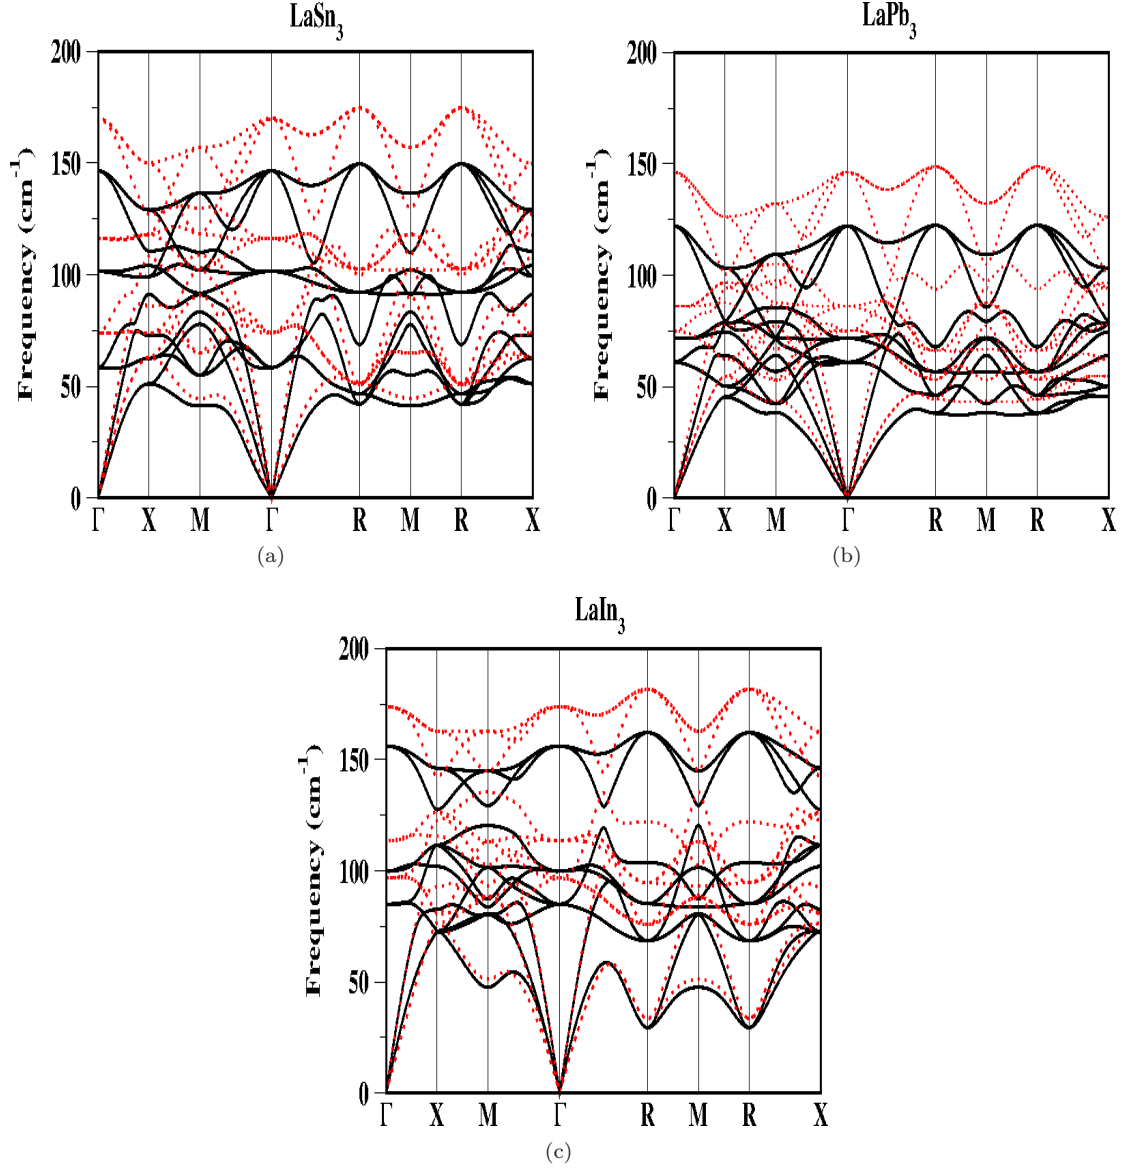 LaSn3
200
150
100
50
0
Frequency (cm-1)
Γ X M Γ R M R X
(a)
LaPb3
200
150
100
50
0
Frequency (cm-1)
Γ X M Γ R M R X
(b)
LaIn3
200
150
100
50
0
Frequency (cm-1)
Γ X M Γ R M R X
(c)